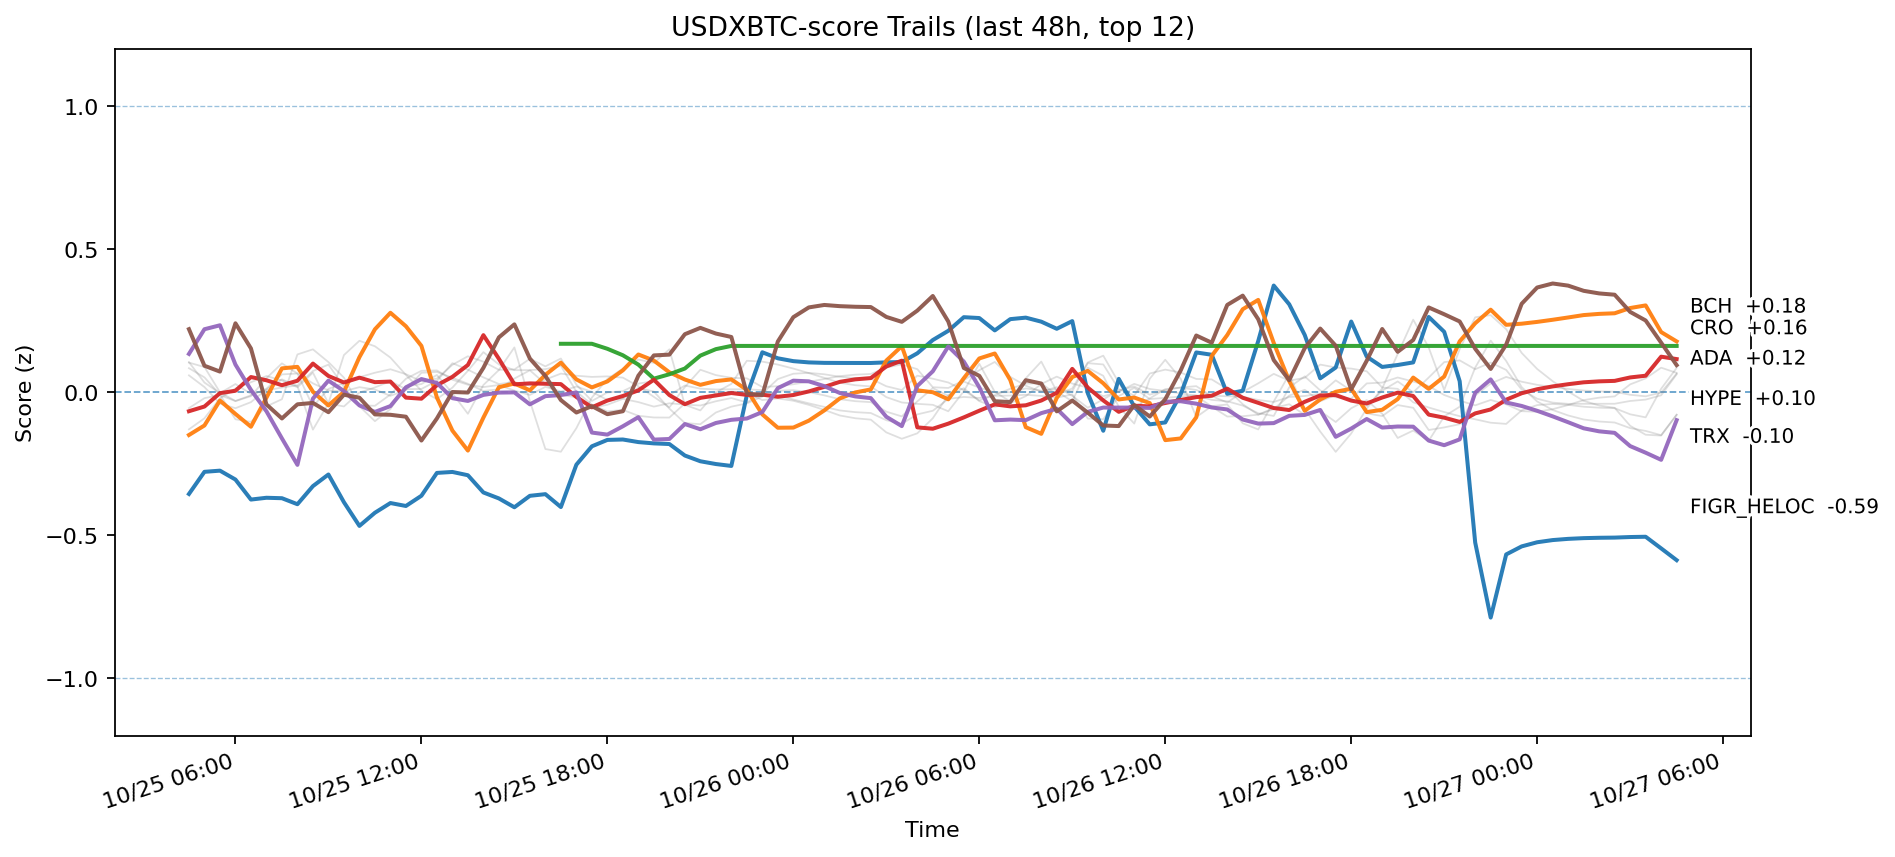 USDXBTC-score Trails (last 48h, top 12)
Score (z)
1.0
0.5
0.0
−0.5
−1.0
BCH +0.18
CRO +0.16
ADA +0.12
HYPE +0.10
TRX -0.10
FIGR_HELOC -0.59
10/25 06:00
10/25 12:00
10/25 18:00
10/26 00:00
10/26 06:00
10/26 12:00
10/26 18:00
10/27 00:00
10/27 06:00
Time